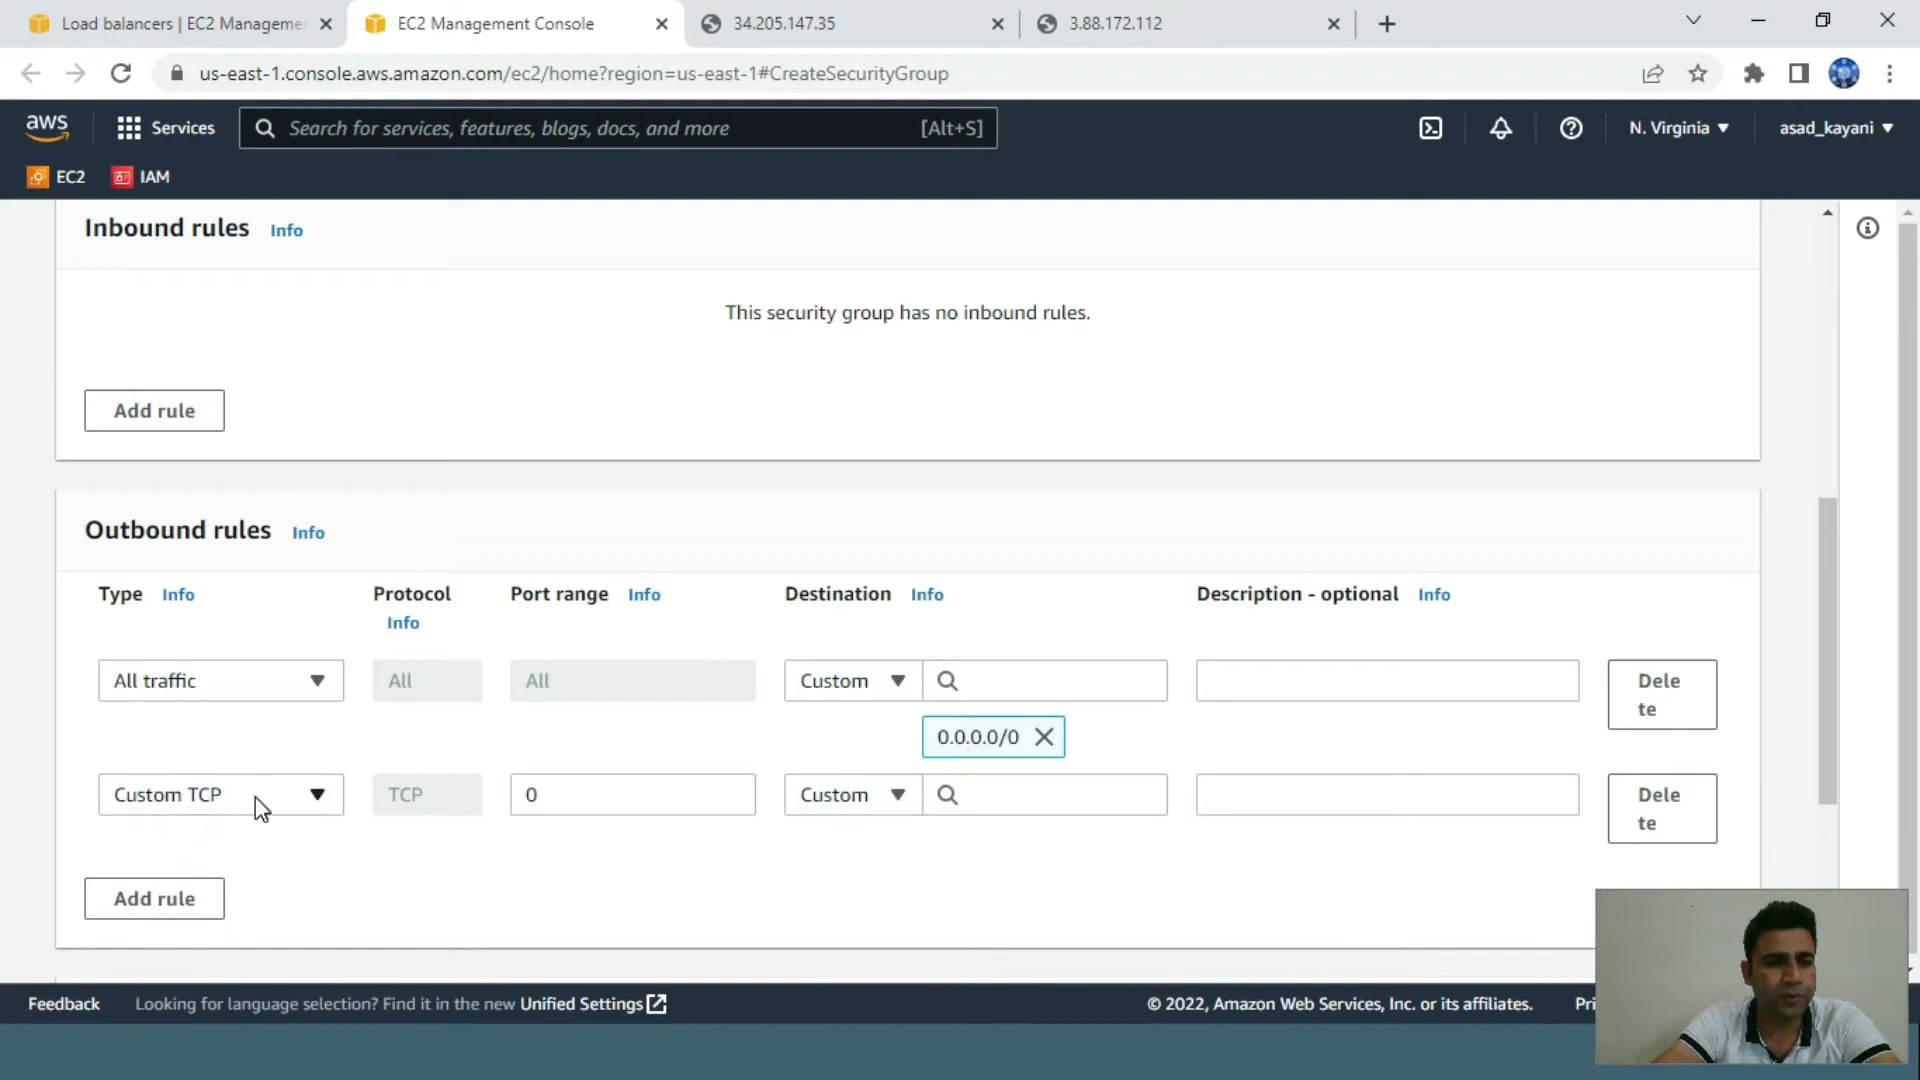 Load balancers | EC2 Manageme
EC2 Management Console
34.205.147.35
3.88.172.112
us-east-1.console.aws.amazon.com/ec2/home?region=us-east-1#CreateSecurityGroup
aws
Services
Search for services, features, blogs, docs, and more
[Alt+S]
N. Virginia
asad_kayani
EC2
IAM
Inbound rules Info
This security group has no inbound rules.
Add rule
Outbound rules Info
Type Info
Protocol Info
Port range Info
Destination Info
Description - optional Info
All traffic
All
All
Custom
Dele
te
0.0.0.0/0
Custom TCP
TCP
0
Custom
Dele
te
Add rule
Feedback
Looking for language selection? Find it in the new Unified Settings
© 2022, Amazon Web Services, Inc. or its affiliates.
Pri